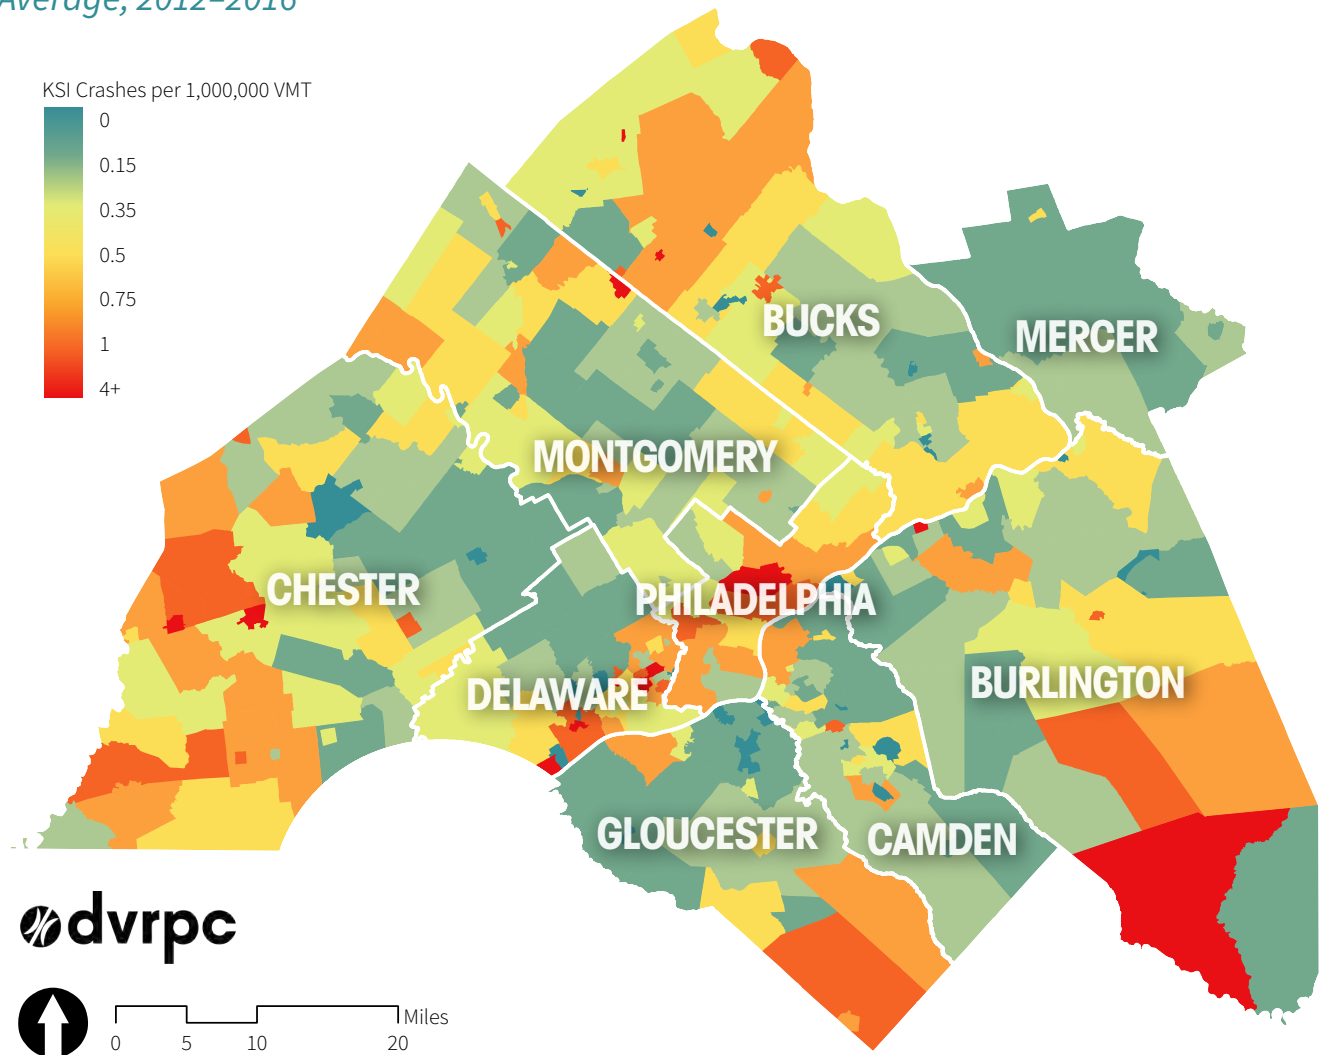 Average, 2012–2016
KSI Crashes per 1,000,000 VMT
0
0.15
0.35
0.5
0.75
1
4+
BUCKS
MERCER
MONTGOMERY
CHESTER
PHILADELPHIA
DELAWARE
BURLINGTON
GLOUCESTER
CAMDEN
dvrpc
Miles
0 5 10 20